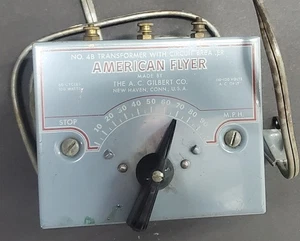 NO. 4B TRANSFORMER WITH CIRCUIT BREAKER
AMERICAN FLYER
MADE BY
THE A. C. GILBERT CO.
NEW HAVEN, CONN., U.S.A.
10 20 30 40 50 60 70 80 90
STOP M.P.H.